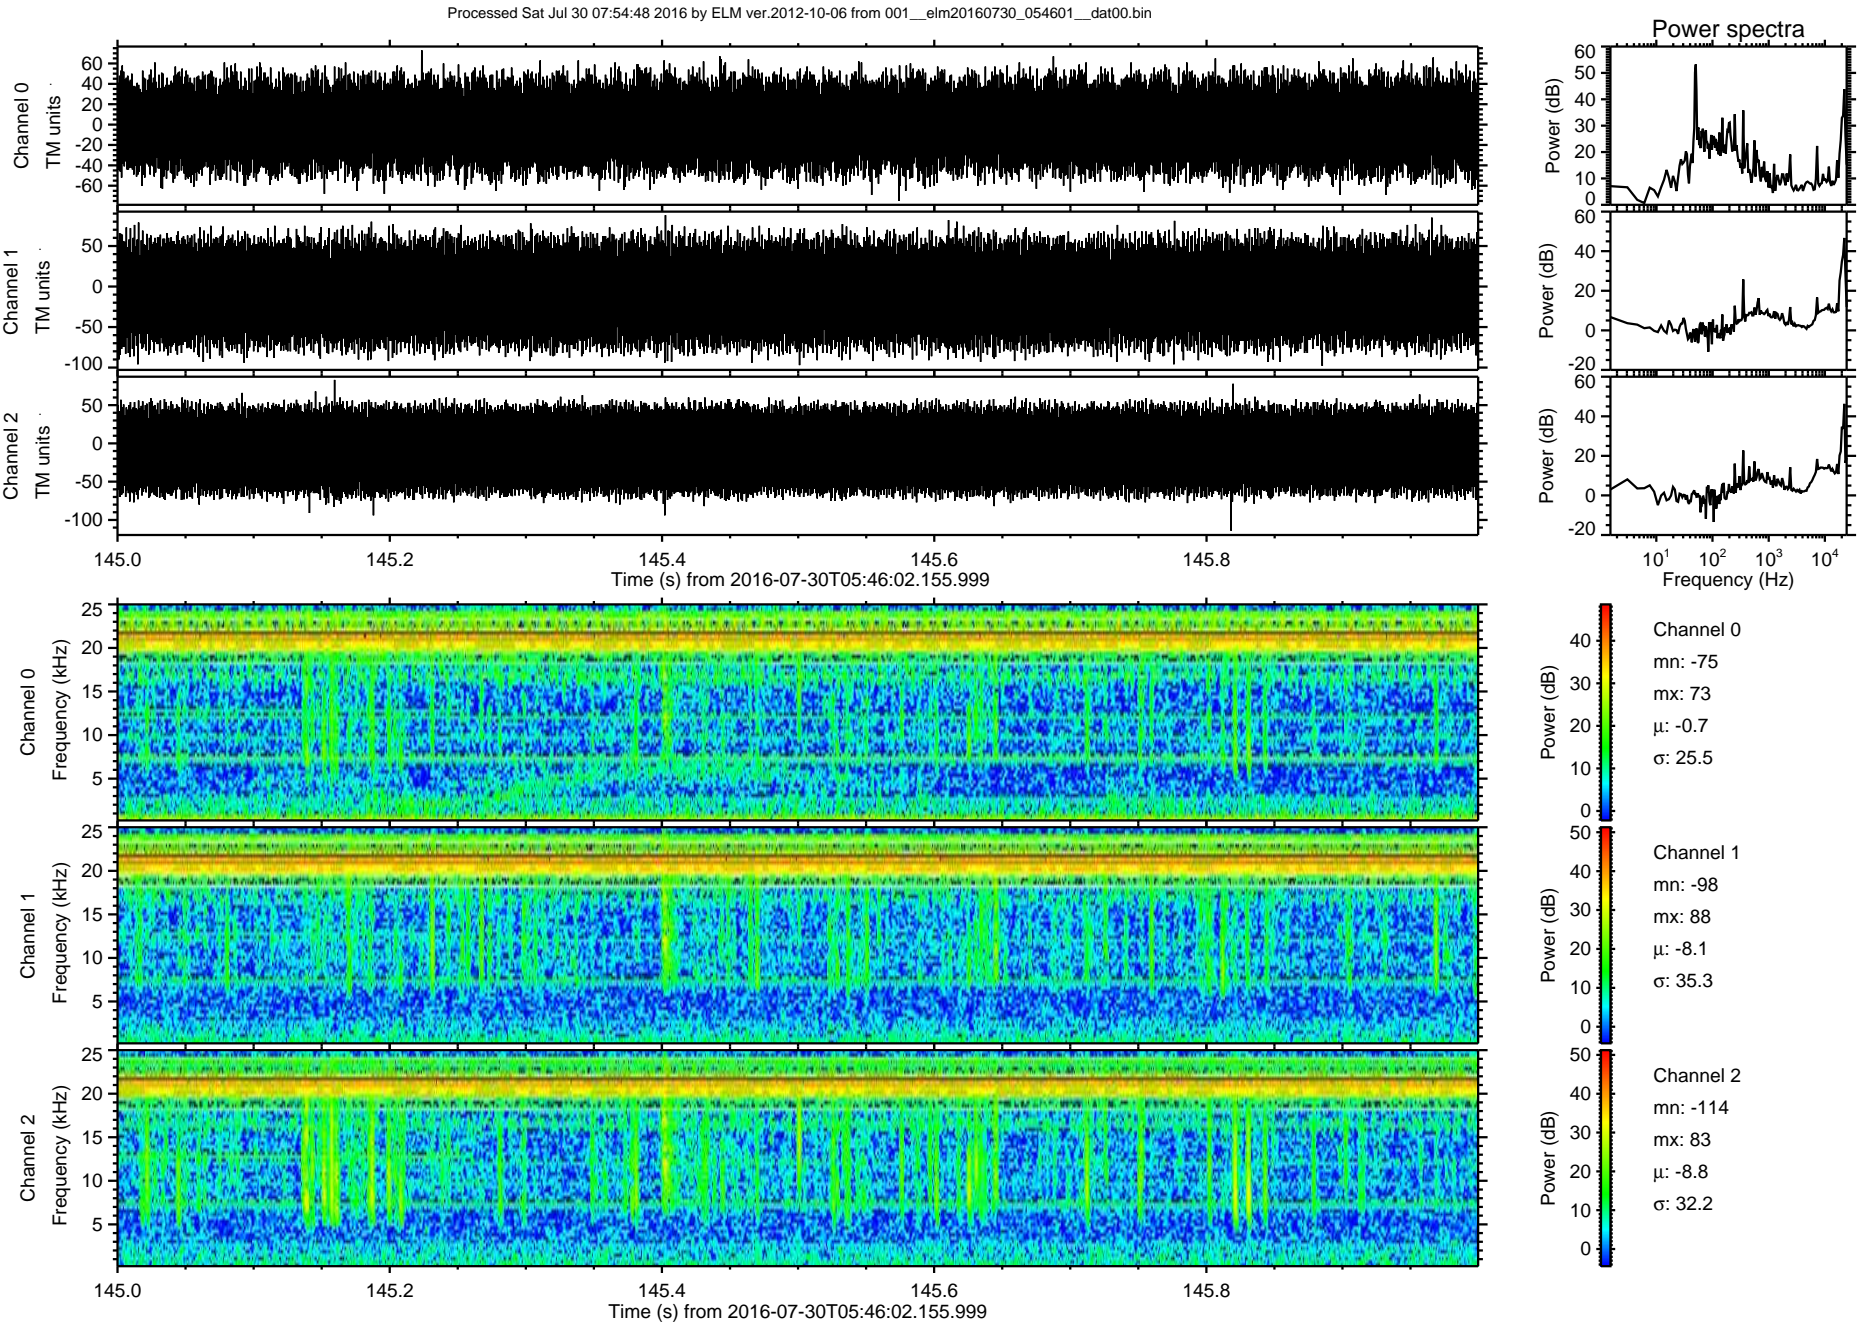 Processed Sat Jul 30 07:54:48 2016 by ELM ver.2012-10-06 from 001__elm20160730_054601__dat00.bin
Power spectra
Channel 0
TM units
60
40
20
0
-20
-40
-60
Power (dB)
60
50
40
30
20
10
0
Channel 1
TM units
50
0
-50
-100
Power (dB)
60
40
20
0
-20
Channel 2
TM units
50
0
-50
-100
Power (dB)
60
40
20
0
-20
145.0 145.2 145.4 145.6 145.8
Time (s) from 2016-07-30T05:46:02.155.999
10^1 10^2 10^3 10^4
Frequency (Hz)
Channel 0
Frequency (kHz)
25
20
15
10
5
Power (dB)
40
30
20
10
0
Channel 0
mn: -75
mx: 73
μ: -0.7
σ: 25.5
Channel 1
Frequency (kHz)
25
20
15
10
5
Power (dB)
50
40
30
20
10
0
Channel 1
mn: -98
mx: 88
μ: -8.1
σ: 35.3
Channel 2
Frequency (kHz)
25
20
15
10
5
Power (dB)
50
40
30
20
10
0
Channel 2
mn: -114
mx: 83
μ: -8.8
σ: 32.2
145.0 145.2 145.4 145.6 145.8
Time (s) from 2016-07-30T05:46:02.155.999